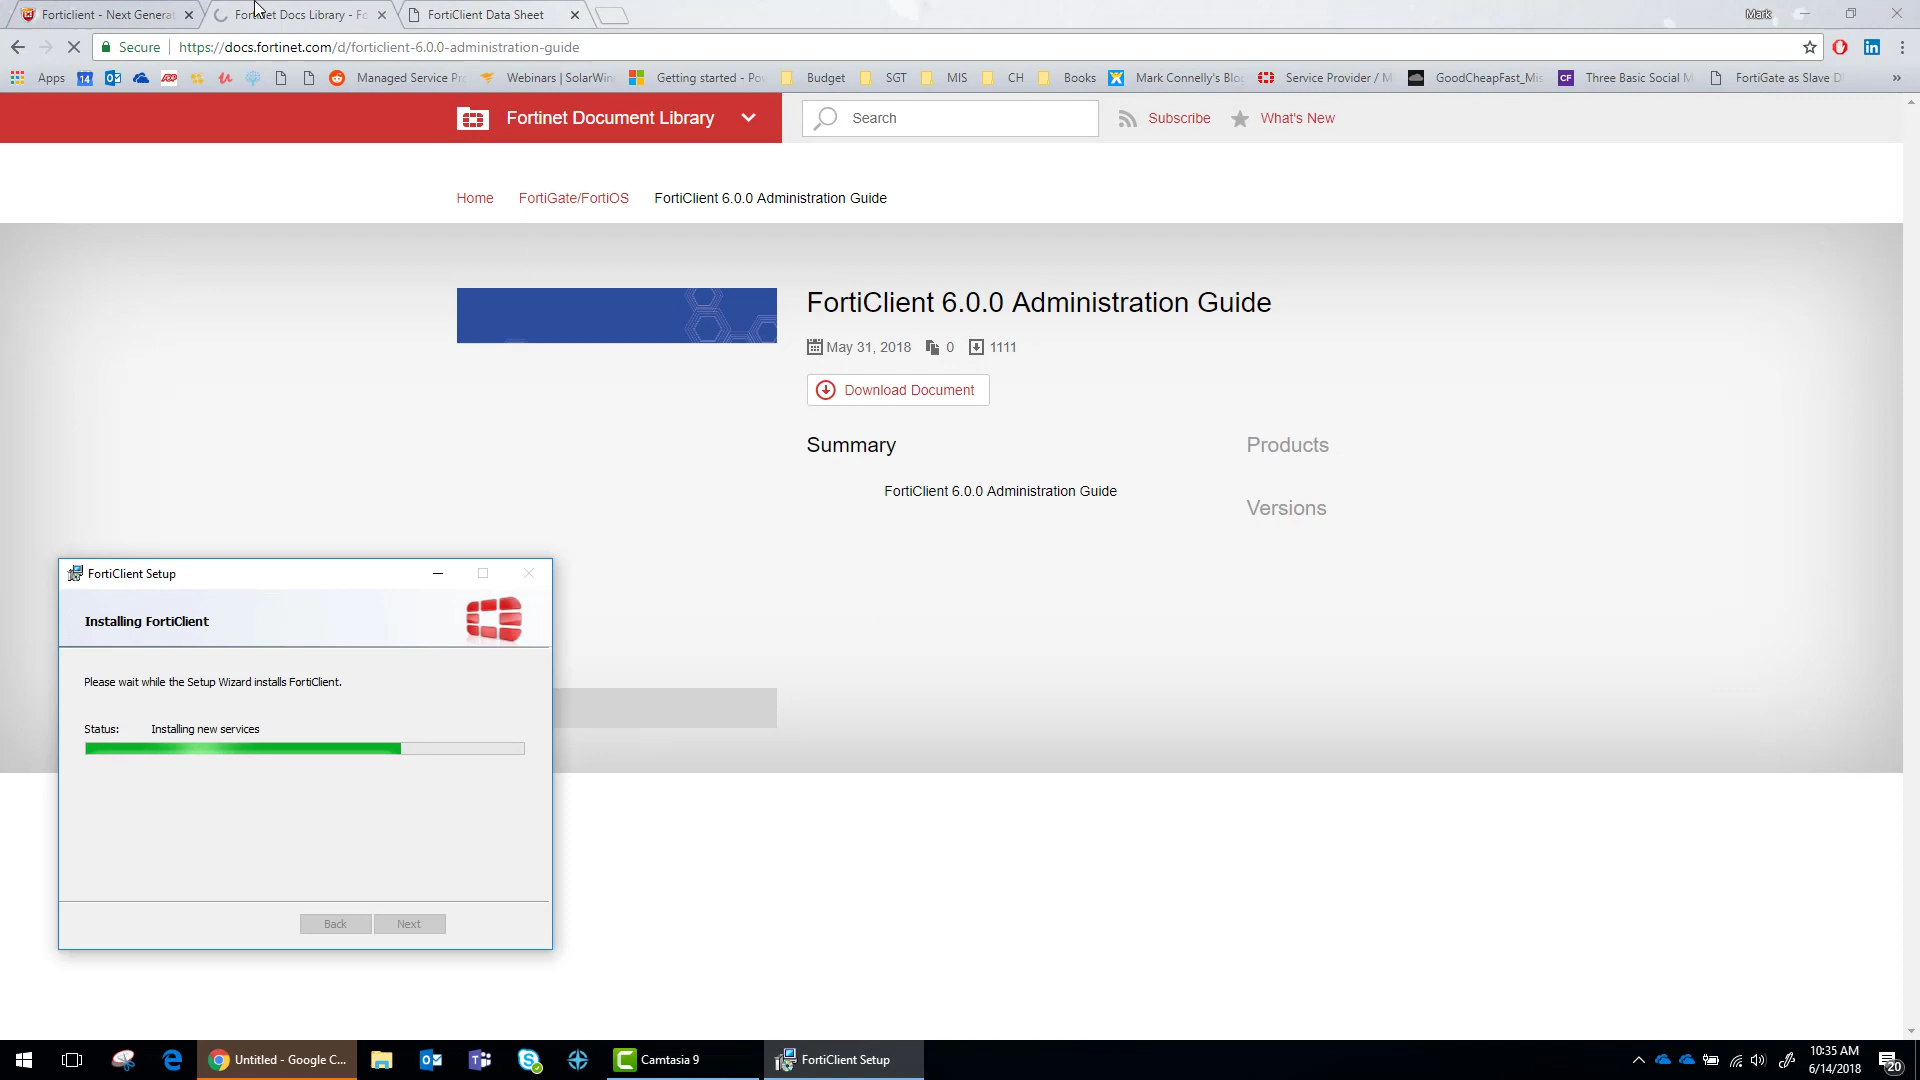 Forticlient - Next Genera
Fortinet Docs Library - Fo
FortiClient Data Sheet
Mark
Secure
https://docs.fortinet.com/d/forticlient-6.0.0-administration-guide
Apps
14
Managed Service Pr
Webinars | SolarWin
Getting started - Pow
Budget
SGT
MIS
CH
Books
Mark Connelly's Blo
Service Provider / M
GoodCheapFast_Mis
CF
Three Basic Social M
FortiGate as Slave D
»
Fortinet Document Library
Search
Subscribe
What's New
Home
FortiGate/FortiOS
FortiClient 6.0.0 Administration Guide
FortiClient 6.0.0 Administration Guide
May 31, 2018
0
1111
Download Document
Summary
Products
FortiClient 6.0.0 Administration Guide
Versions
FortiClient Setup
Installing FortiClient
Please wait while the Setup Wizard installs FortiClient.
Status:
Installing new services
Back
Next
Untitled - Google C...
Camtasia 9
FortiClient Setup
10:35 AM
6/14/2018
20